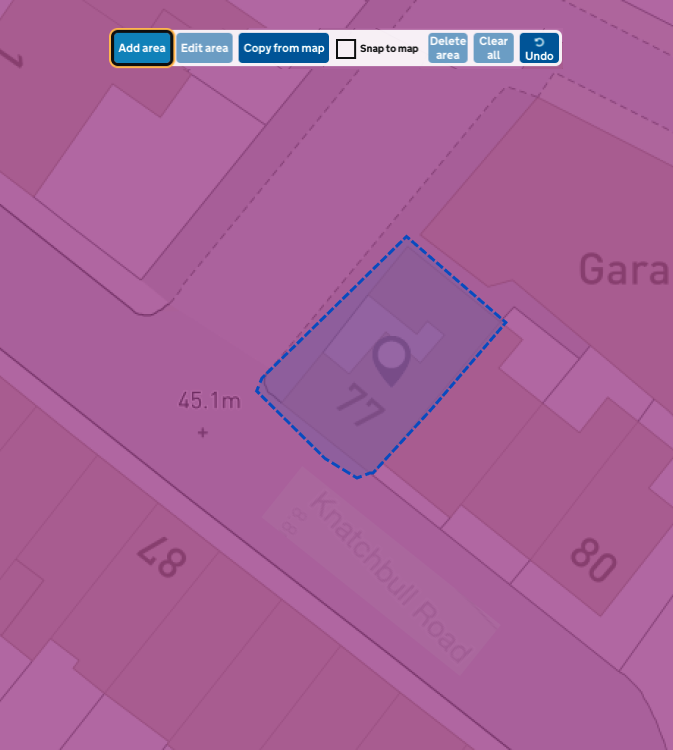 Add area
Edit area
Copy from map
Snap to map
Delete area
Clear all
Undo
Gara
77
45.1m
Knatchbull Road
87
80